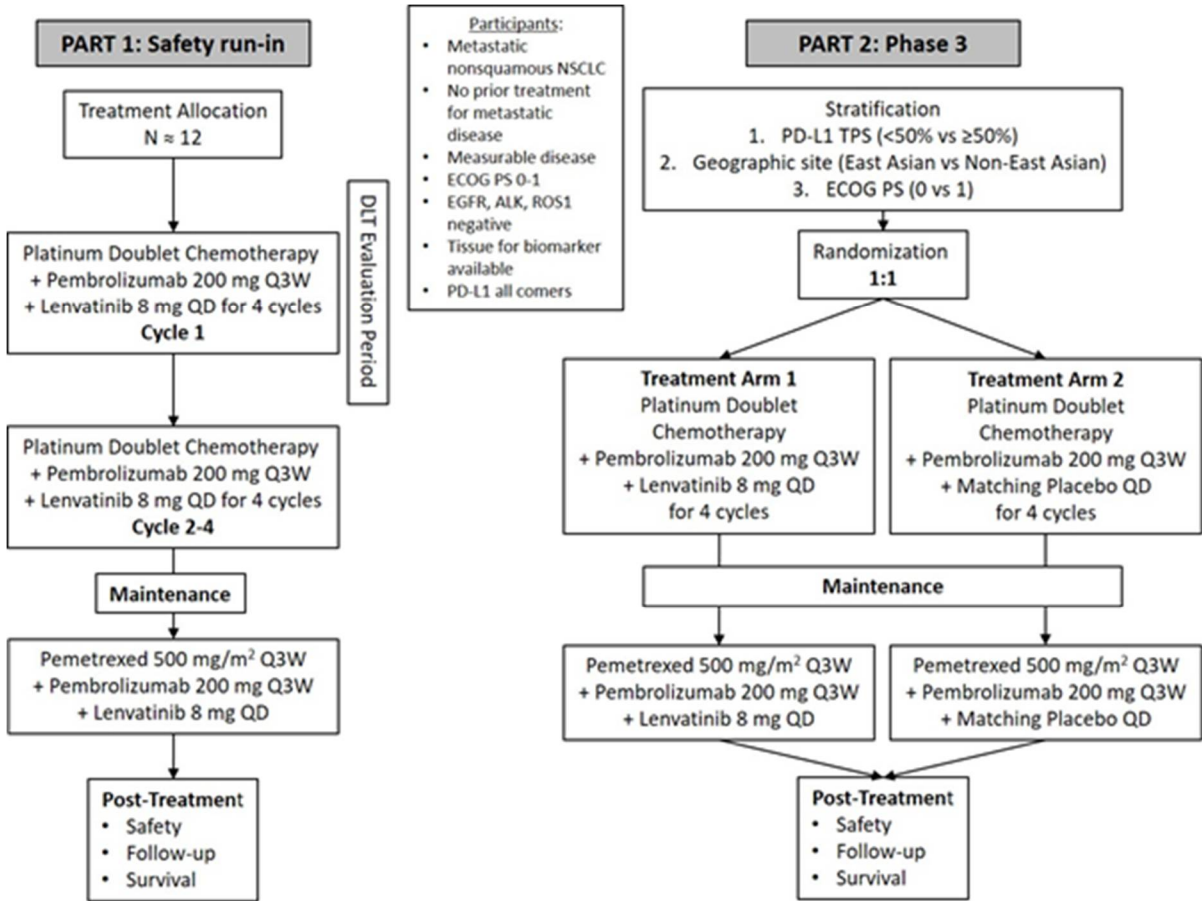 PART 1: Safety run-in
Treatment Allocation
N ≈ 12
Platinum Doublet Chemotherapy
+ Pembrolizumab 200 mg Q3W
+ Lenvatinib 8 mg QD for 4 cycles
Cycle 1
DLT Evaluation Period
Platinum Doublet Chemotherapy
+ Pembrolizumab 200 mg Q3W
+ Lenvatinib 8 mg QD for 4 cycles
Cycle 2-4
Maintenance
Pemetrexed 500 mg/m² Q3W
+ Pembrolizumab 200 mg Q3W
+ Lenvatinib 8 mg QD
Post-Treatment
• Safety
• Follow-up
• Survival
Participants:
• Metastatic
nonsquamous NSCLC
• No prior treatment
for metastatic
disease
• Measurable disease
• ECOG PS 0-1
• EGFR, ALK, ROS1
negative
• Tissue for biomarker
available
• PD-L1 all comers
PART 2: Phase 3
Stratification
1. PD-L1 TPS (<50% vs ≥50%)
2. Geographic site (East Asian vs Non-East Asian)
3. ECOG PS (0 vs 1)
Randomization
1:1
Treatment Arm 1
Platinum Doublet
Chemotherapy
+ Pembrolizumab 200 mg Q3W
+ Lenvatinib 8 mg QD
for 4 cycles
Treatment Arm 2
Platinum Doublet
Chemotherapy
+ Pembrolizumab 200 mg Q3W
+ Matching Placebo QD
for 4 cycles
Maintenance
Pemetrexed 500 mg/m² Q3W
+ Pembrolizumab 200 mg Q3W
+ Lenvatinib 8 mg QD
Pemetrexed 500 mg/m² Q3W
+ Pembrolizumab 200 mg Q3W
+ Matching Placebo QD
Post-Treatment
• Safety
• Follow-up
• Survival